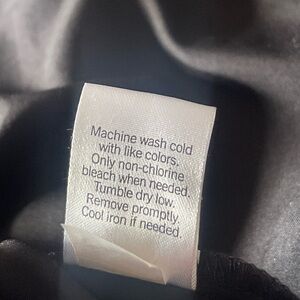 Machine wash cold
with like colors.
Only non-chlorine
bleach when needed.
Tumble dry low.
Remove promptly.
Cool iron if needed.